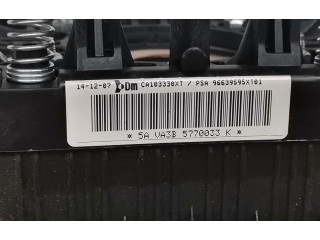 14-12-07 Dm CA103330XT / PSA 96639595XT01
* 5A VA3B 5770033 K *